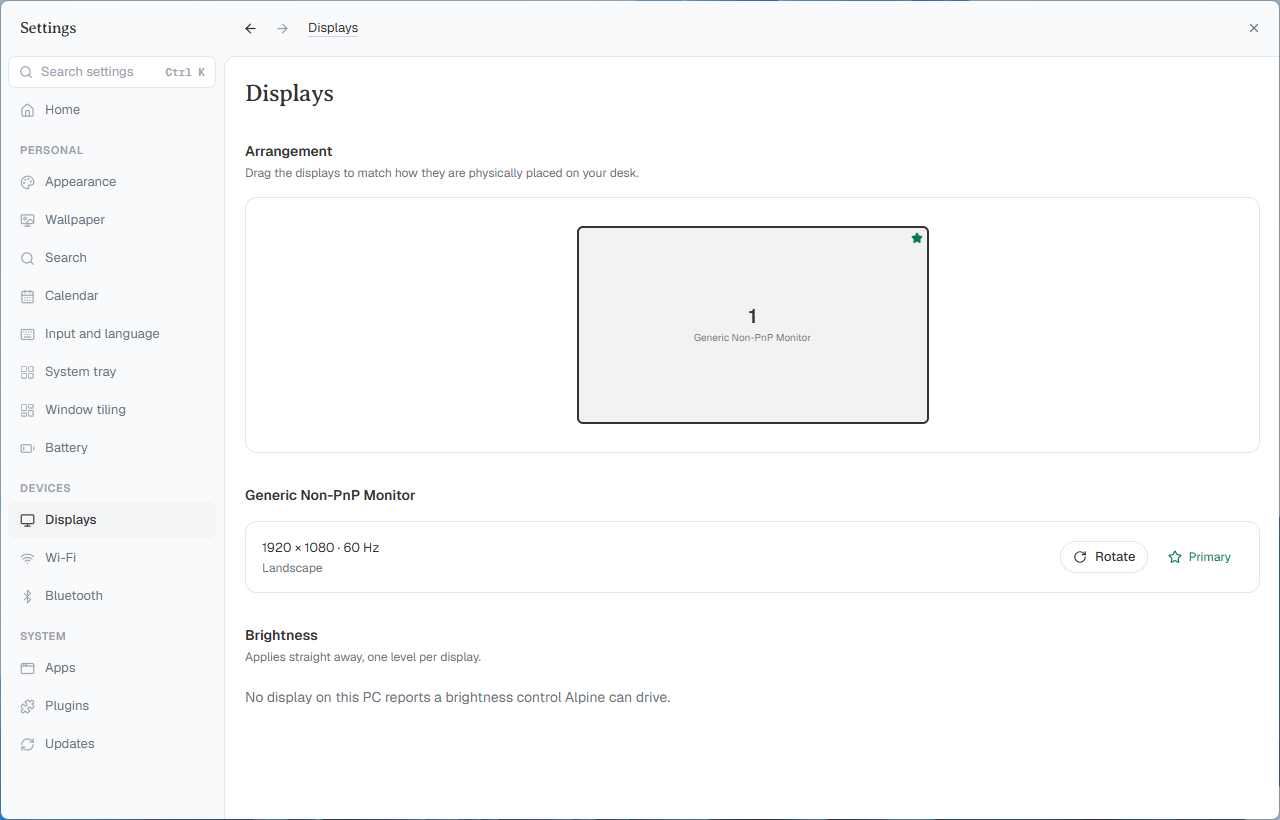 Settings
Displays
Search settings
Ctrl K
Home
PERSONAL
Appearance
Wallpaper
Search
Calendar
Input and language
System tray
Window tiling
Battery
DEVICES
Displays
Wi-Fi
Bluetooth
SYSTEM
Apps
Plugins
Updates
Displays
Arrangement
Drag the displays to match how they are physically placed on your desk.
1
Generic Non-PnP Monitor
Generic Non-PnP Monitor
1920 × 1080 · 60 Hz
Landscape
Rotate
Primary
Brightness
Applies straight away, one level per display.
No display on this PC reports a brightness control Alpine can drive.